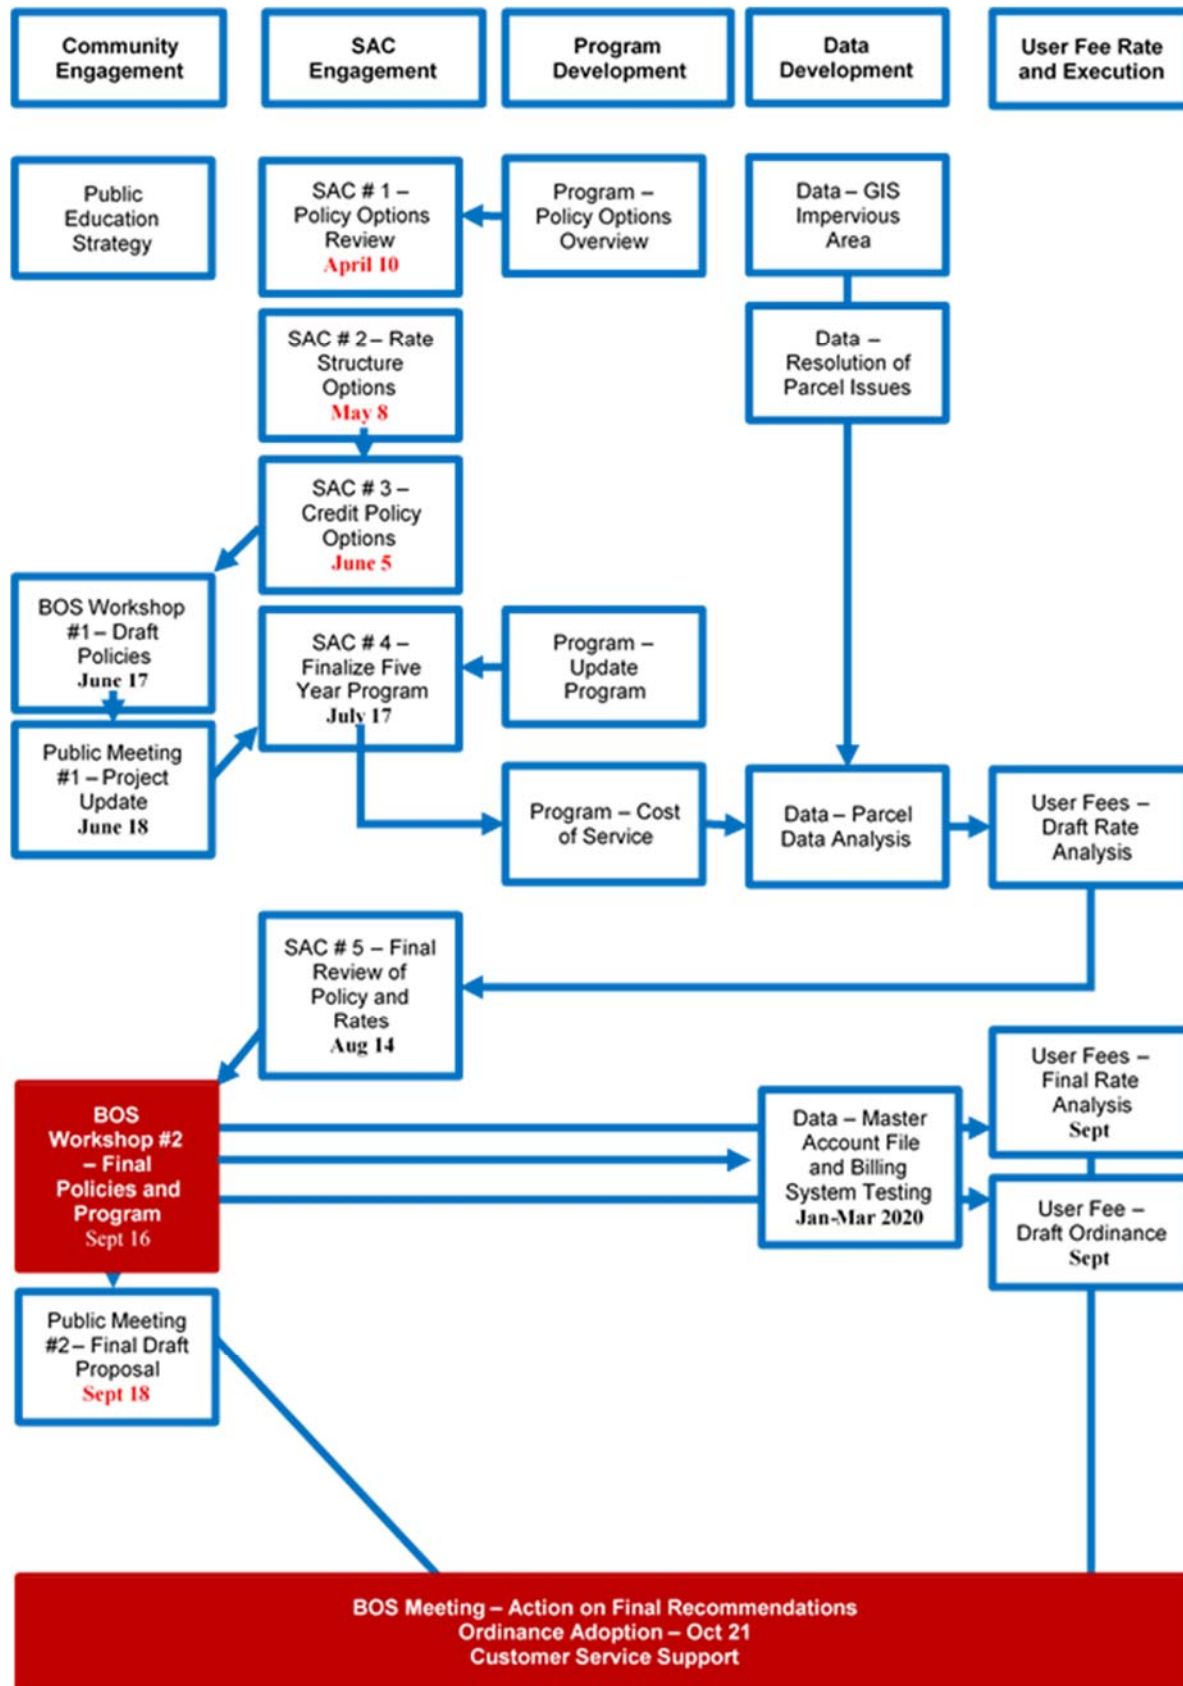 Community
Engagement
SAC
Engagement
Program
Development
Data
Development
User Fee Rate
and Execution
Public
Education
Strategy
SAC # 1 –
Policy Options
Review
April 10
Program –
Policy Options
Overview
Data – GIS
Impervious
Area
SAC # 2 – Rate
Structure
Options
May 8
Data –
Resolution of
Parcel Issues
SAC # 3 –
Credit Policy
Options
June 5
BOS Workshop
#1 – Draft
Policies
June 17
SAC # 4 –
Finalize Five
Year Program
July 17
Program –
Update
Program
Public Meeting
#1 – Project
Update
June 18
Program – Cost
of Service
Data – Parcel
Data Analysis
User Fees –
Draft Rate
Analysis
SAC # 5 – Final
Review of
Policy and
Rates
Aug 14
BOS
Workshop #2
– Final
Policies and
Program
Sept 16
Data – Master
Account File
and Billing
System Testing
Jan-Mar 2020
User Fees –
Final Rate
Analysis
Sept
User Fee –
Draft Ordinance
Sept
Public Meeting
#2 – Final Draft
Proposal
Sept 18
BOS Meeting – Action on Final Recommendations
Ordinance Adoption – Oct 21
Customer Service Support